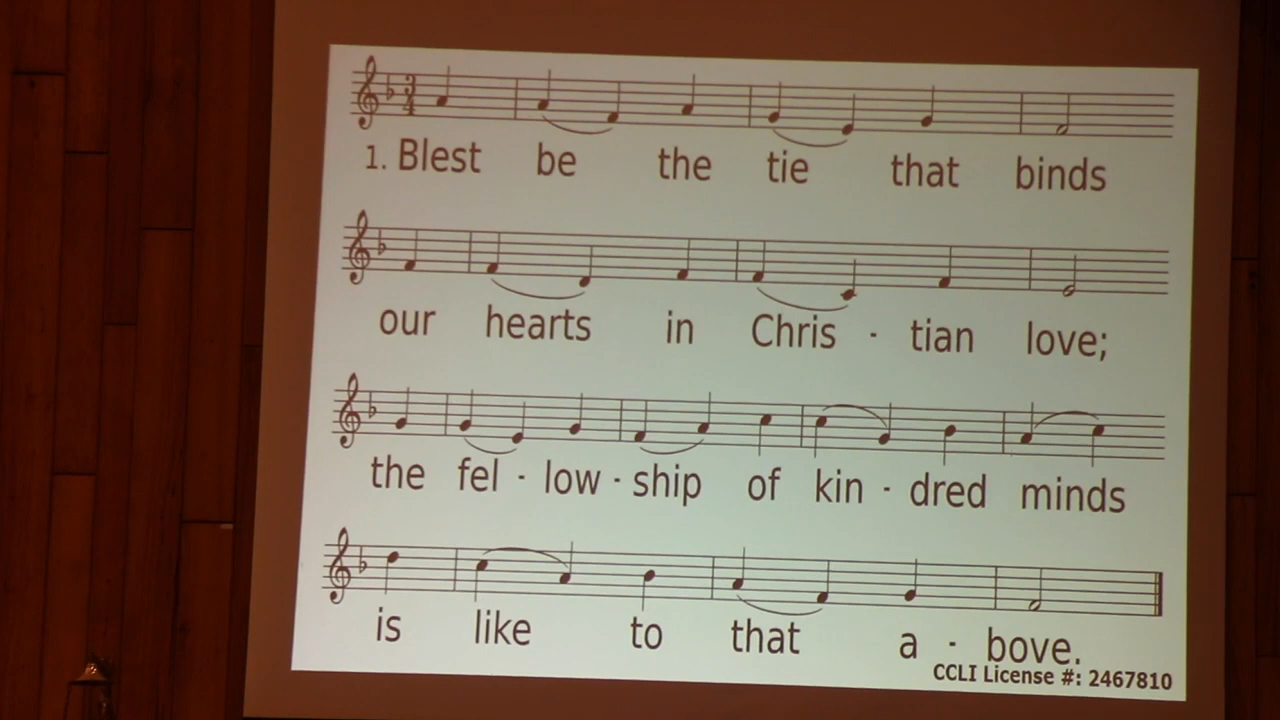 1. Blest be the tie that binds
our hearts in Chris - tian love;
the fel - low - ship of kin - dred minds
is like to that a - bove.
CCLI License #: 2467810